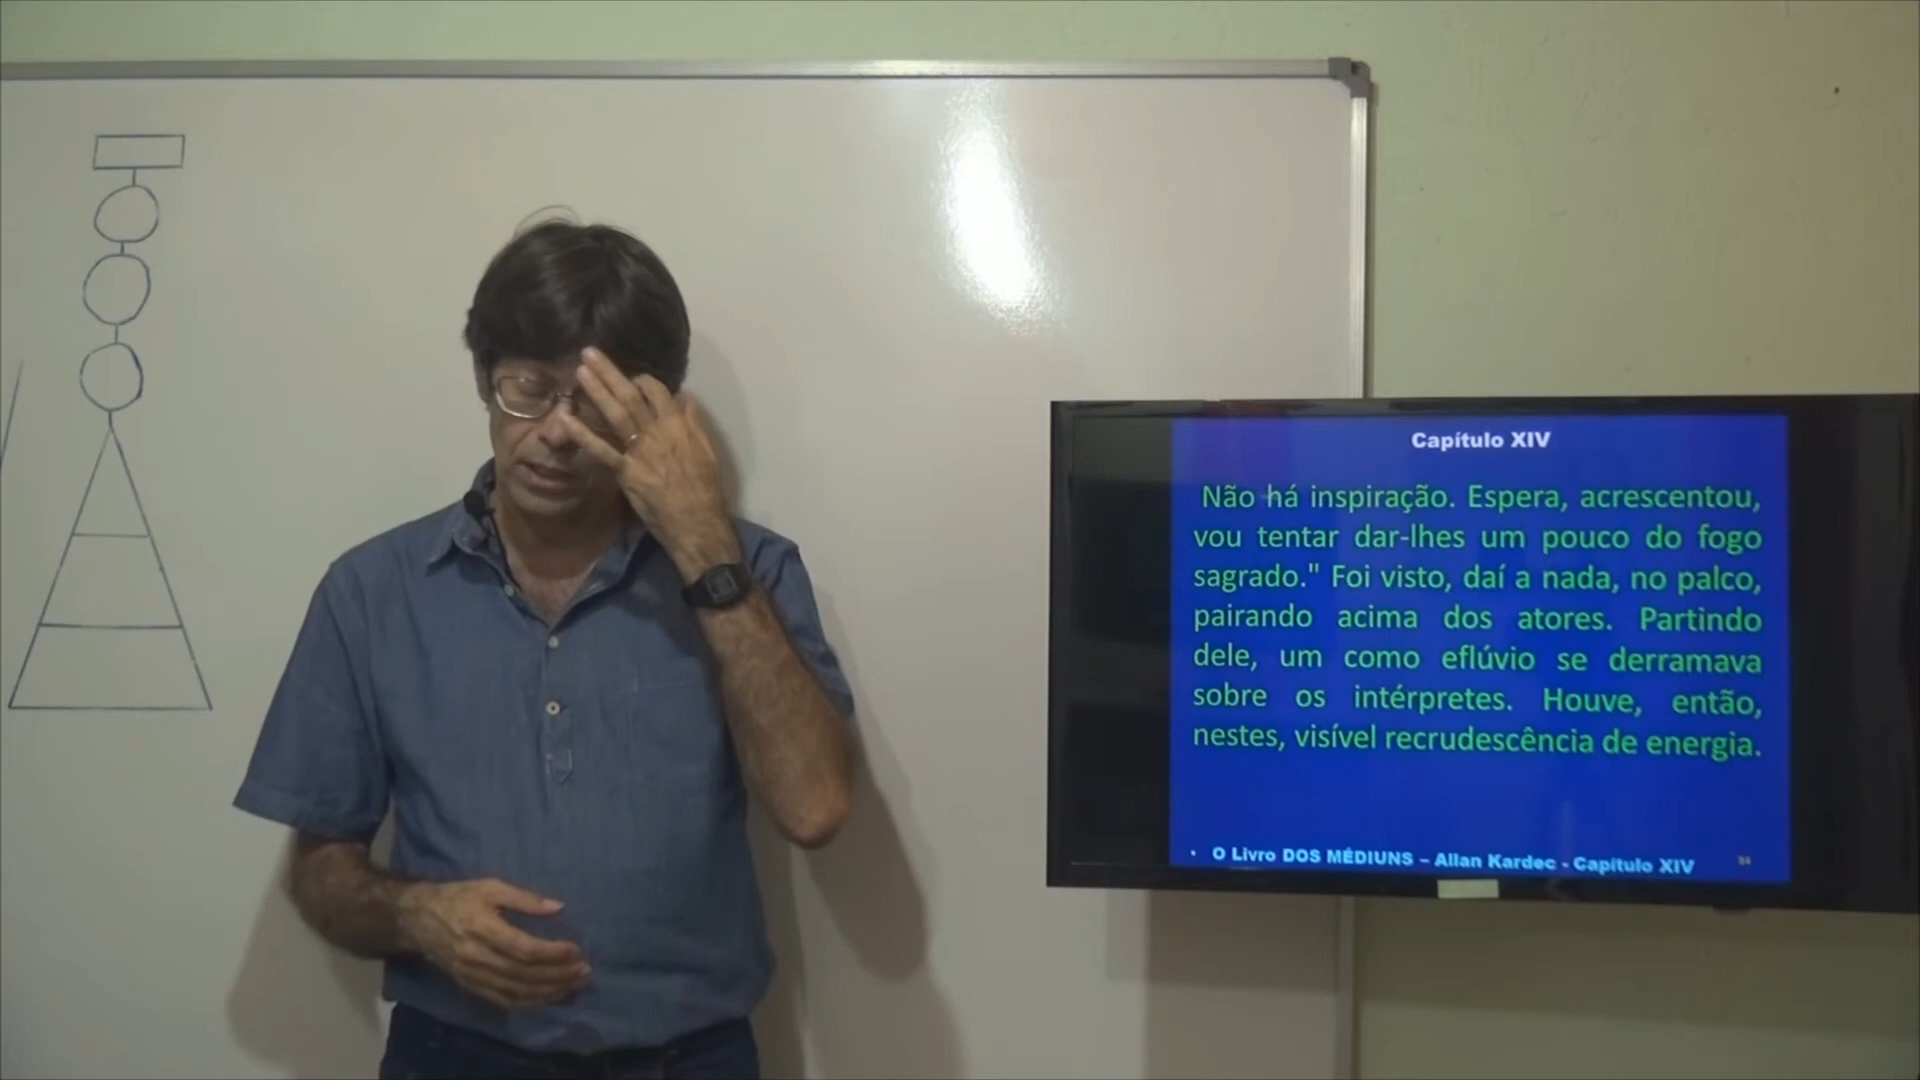 Capítulo XIV
Não há inspiração. Espera, acrescentou,
vou tentar dar-lhes um pouco do fogo
sagrado." Foi visto, daí a nada, no palco,
pairando acima dos atores. Partindo
dele, um como eflúvio se derramava
sobre os intérpretes. Houve, então,
nestes, visível recrudescência de energia.
• O Livro DOS MÉDIUNS – Allan Kardec - Capítulo XIV